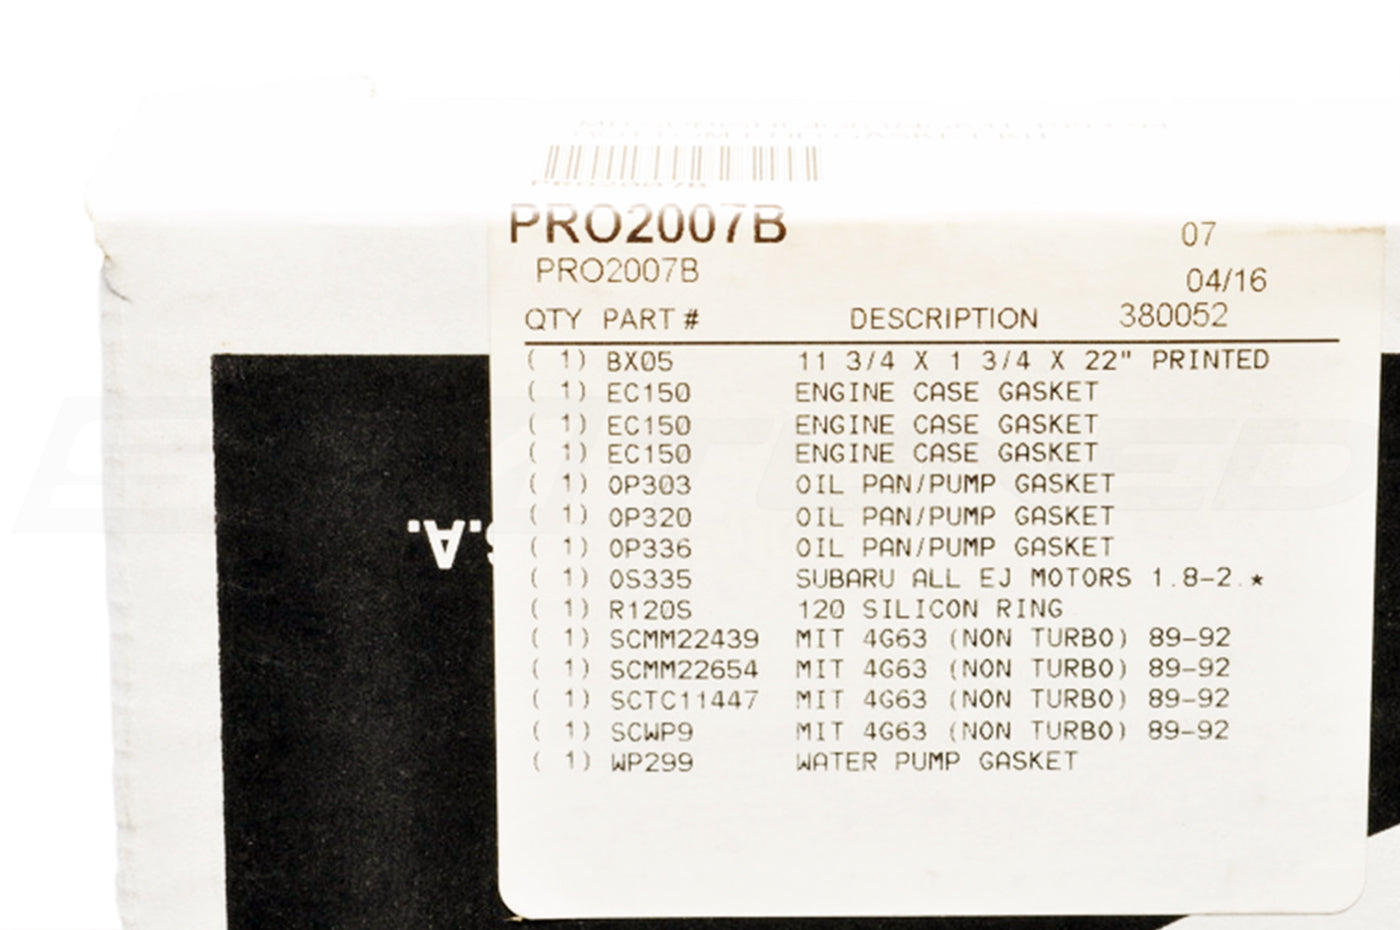 PRO2007B
PRO2007B 07
PRO2007B 04/16
QTY PART # DESCRIPTION 380052
( 1) BX05 11 3/4 X 1 3/4 X 22" PRINTED
( 1) EC150 ENGINE CASE GASKET
( 1) EC150 ENGINE CASE GASKET
( 1) EC150 ENGINE CASE GASKET
( 1) OP303 OIL PAN/PUMP GASKET
( 1) OP320 OIL PAN/PUMP GASKET
( 1) OP336 OIL PAN/PUMP GASKET
( 1) OS335 SUBARU ALL EJ MOTORS 1.8-2.*
( 1) R120S 120 SILICON RING
( 1) SCMM22439 MIT 4G63 (NON TURBO) 89-92
( 1) SCMM22654 MIT 4G63 (NON TURBO) 89-92
( 1) SCTC11447 MIT 4G63 (NON TURBO) 89-92
( 1) SCWP9 MIT 4G63 (NON TURBO) 89-92
( 1) WP299 WATER PUMP GASKET
S.A.